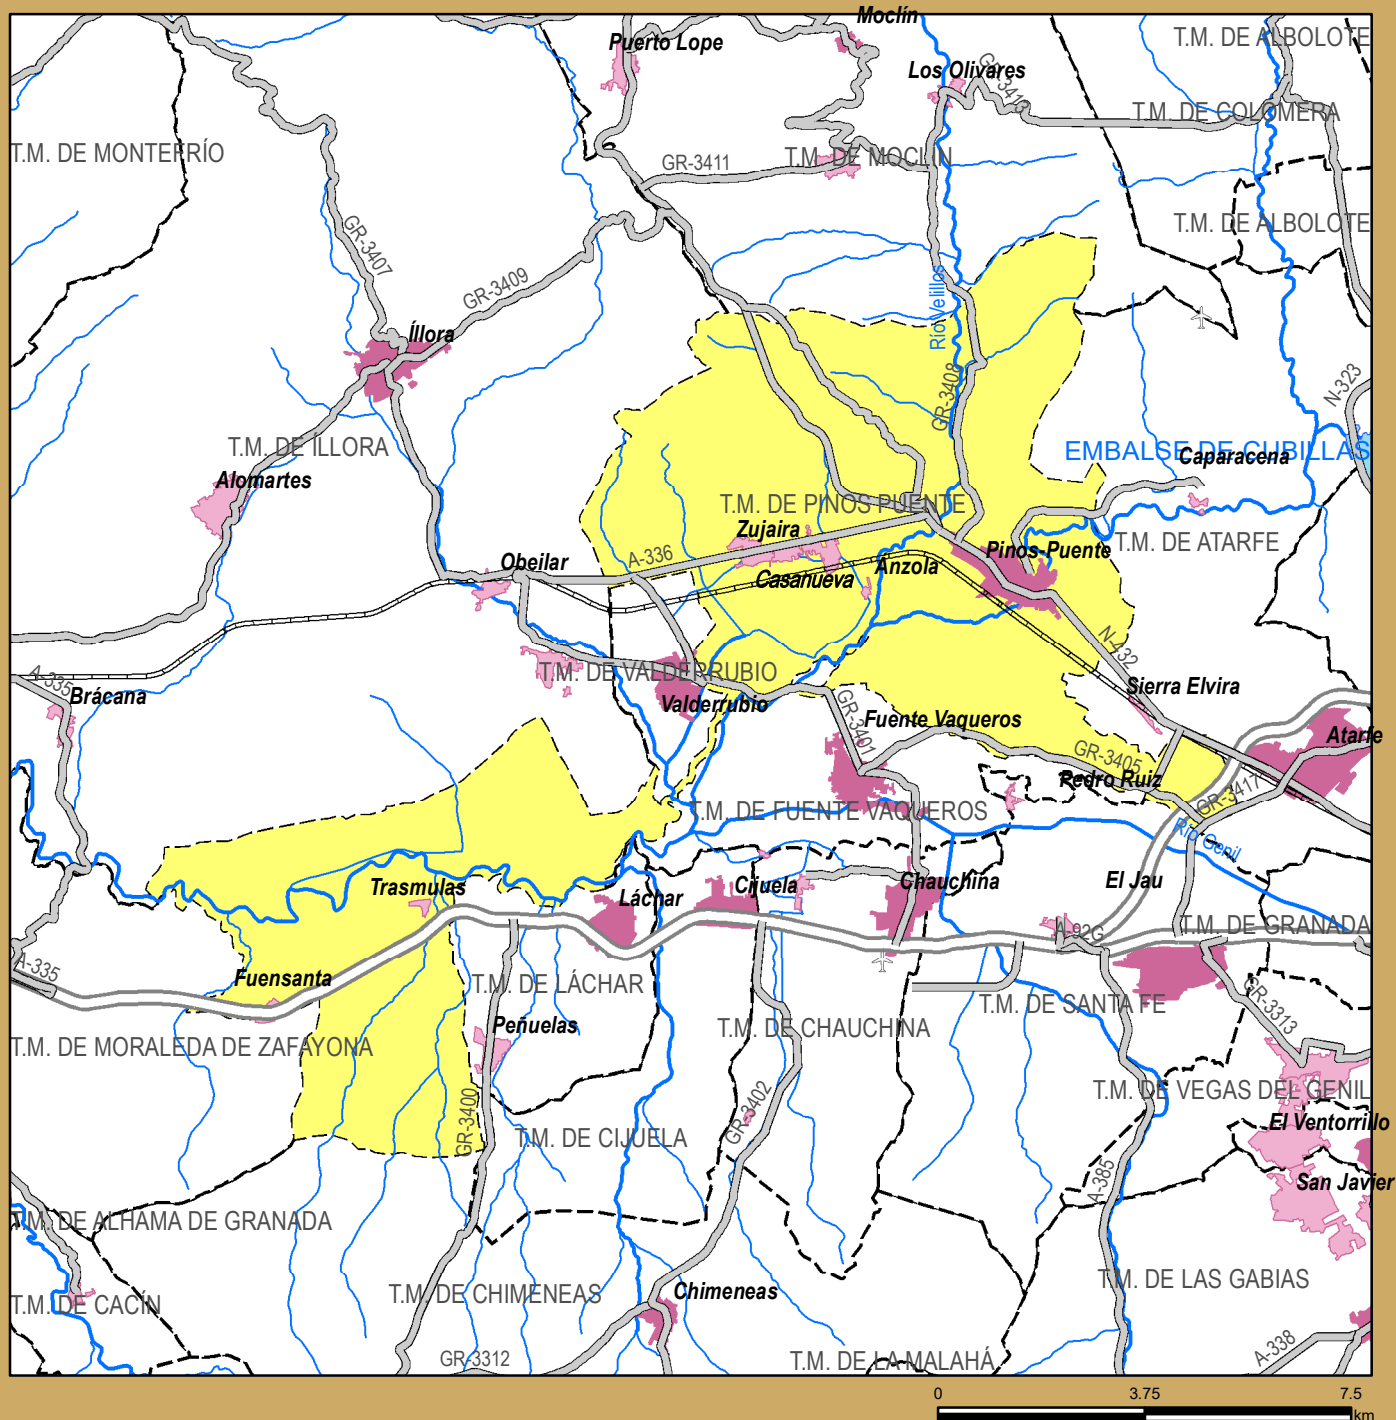 Moclín
T.M. DE ALBOLOTE
Puerto Lope
Los Olivares
GR-3413
T.M. DE COLOMERA
T.M. DE MONTEFRÍO
GR-3411
T.M. DE MOCLÍN
T.M. DE ALBOLOTE
GR-3407
GR-3409
Río Velillos
Íllora
GR-3408
N-323
T.M. DE ÍLLORA
EMBALSE DE CUBILLAS
Caparacena
Alomartes
T.M. DE PINOS PUENTE
Zujaira
Pinos-Puente
T.M. DE ATARFE
Obeilar
A-336
Casanueva
Ánzola
N-432
T.M. DE VALDERRUBIO
A-335
Brácana
Sierra Elvira
Valderrubio
GR-3401
Fuente Vaqueros
Atarfe
GR-3405
Pedro Ruiz
GR-3417
T.M. DE FUENTE VAQUEROS
Río Genil
Trasmulas
Láchar
Cijuela
Chauchina
El Jau
A-92G
T.M. DE GRANADA
A-335
Fuensanta
T.M. DE LÁCHAR
T.M. DE SANTA FE
GR-3313
Peñuelas
T.M. DE CHAUCHINA
T.M. DE MORALEDA DE ZAFAYONA
T.M. DE VEGAS DEL GENIL
GR-3400
GR-3402
El Ventorrillo
T.M. DE CIJUELA
A-385
San Javier
T.M. DE ALHAMA DE GRANADA
T.M. DE LAS GABIAS
T.M. DE CHIMENEAS
Chimeneas
T.M. DE CACÍN
GR-3312
T.M. DE LA MALAHÁ
A-338
0 3.75 7.5
km